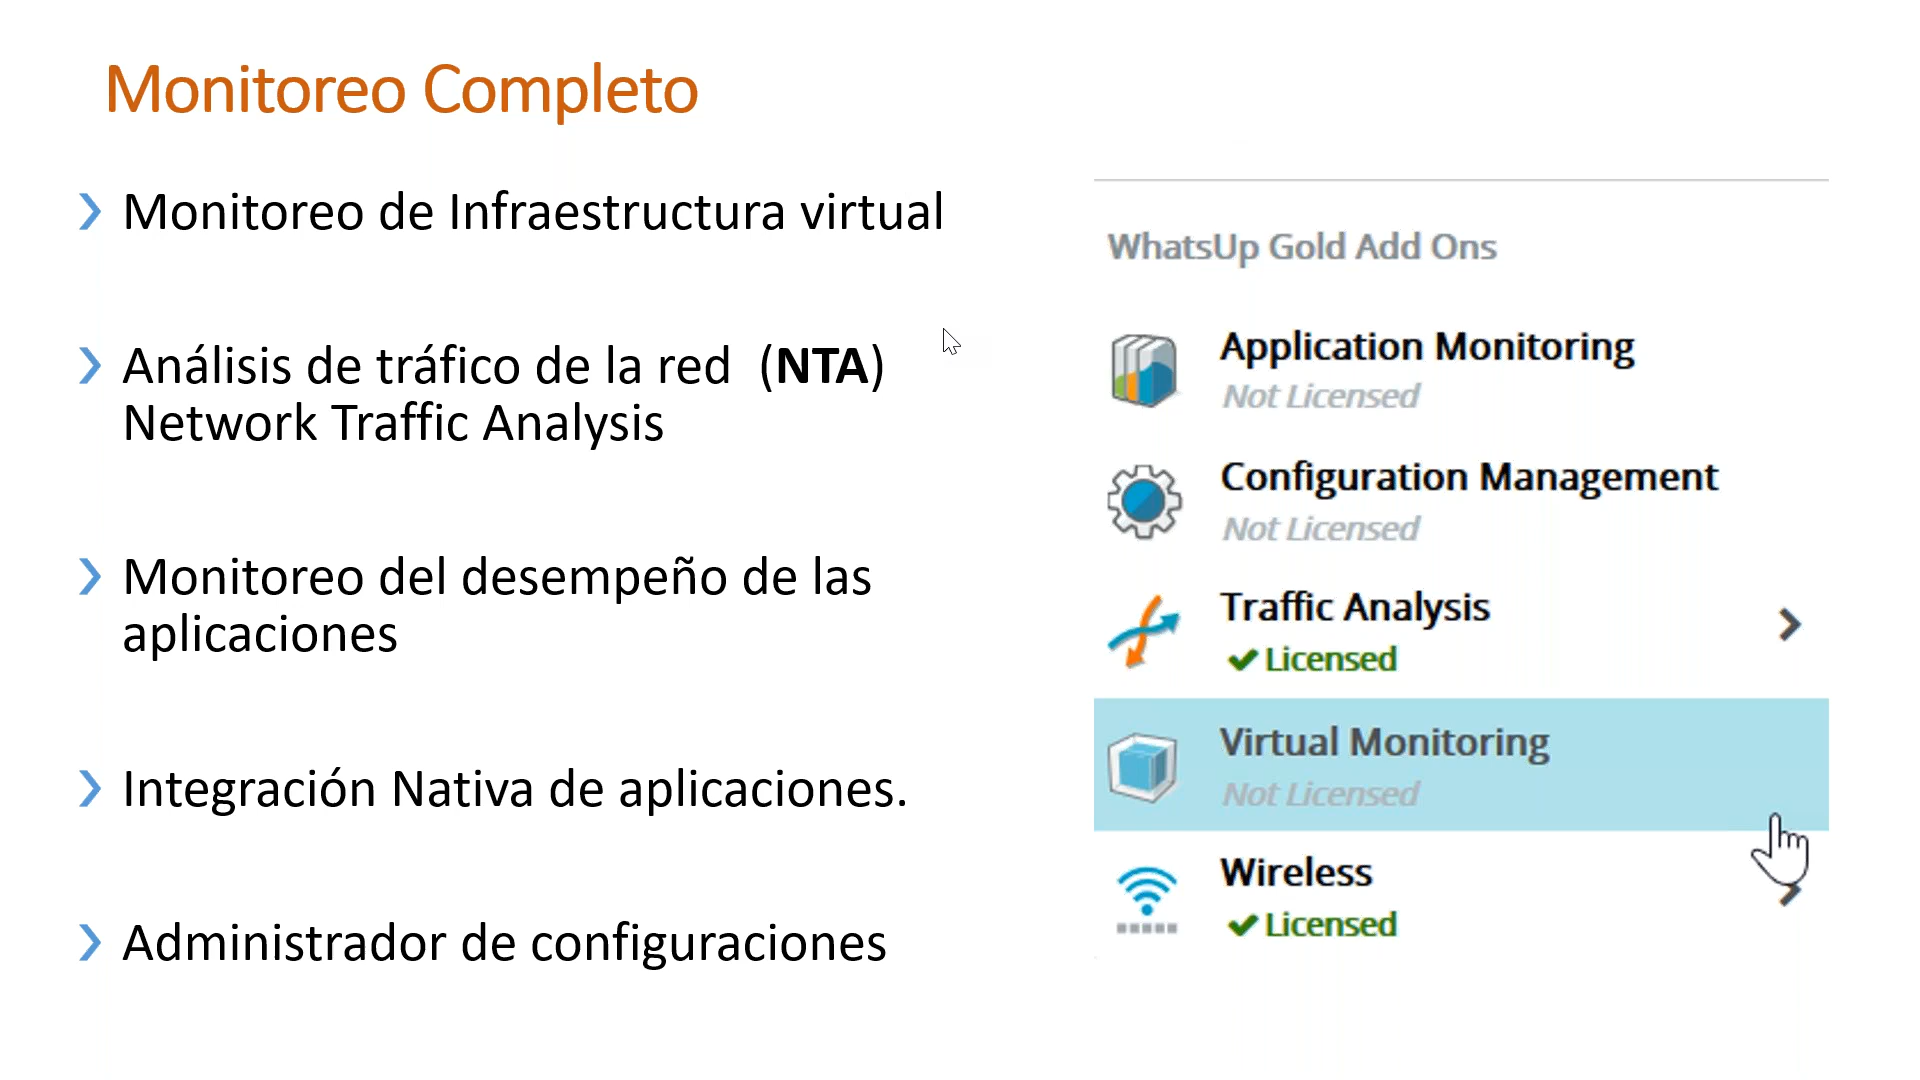 Monitoreo Completo
Monitoreo de Infraestructura virtual
Análisis de tráfico de la red (NTA)
Network Traffic Analysis
Monitoreo del desempeño de las
aplicaciones
Integración Nativa de aplicaciones.
Administrador de configuraciones
WhatsUp Gold Add Ons
Application Monitoring
Not Licensed
Configuration Management
Not Licensed
Traffic Analysis
Licensed
Virtual Monitoring
Not Licensed
Wireless
Licensed